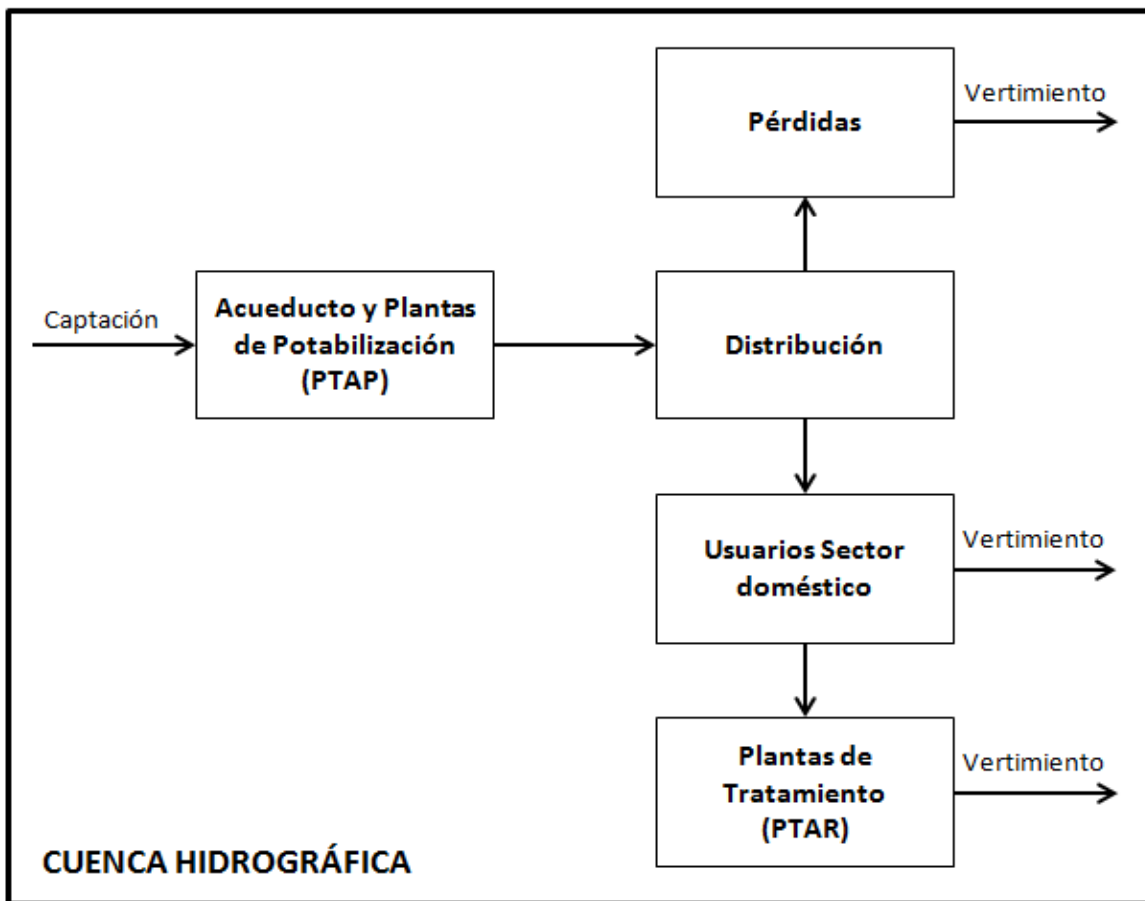 Pérdidas
Vertimiento
Captación
Acueducto y Plantas
de Potabilización
(PTAP)
Distribución
Usuarios Sector
doméstico
Vertimiento
Plantas de
Tratamiento
(PTAR)
Vertimiento
CUENCA HIDROGRÁFICA